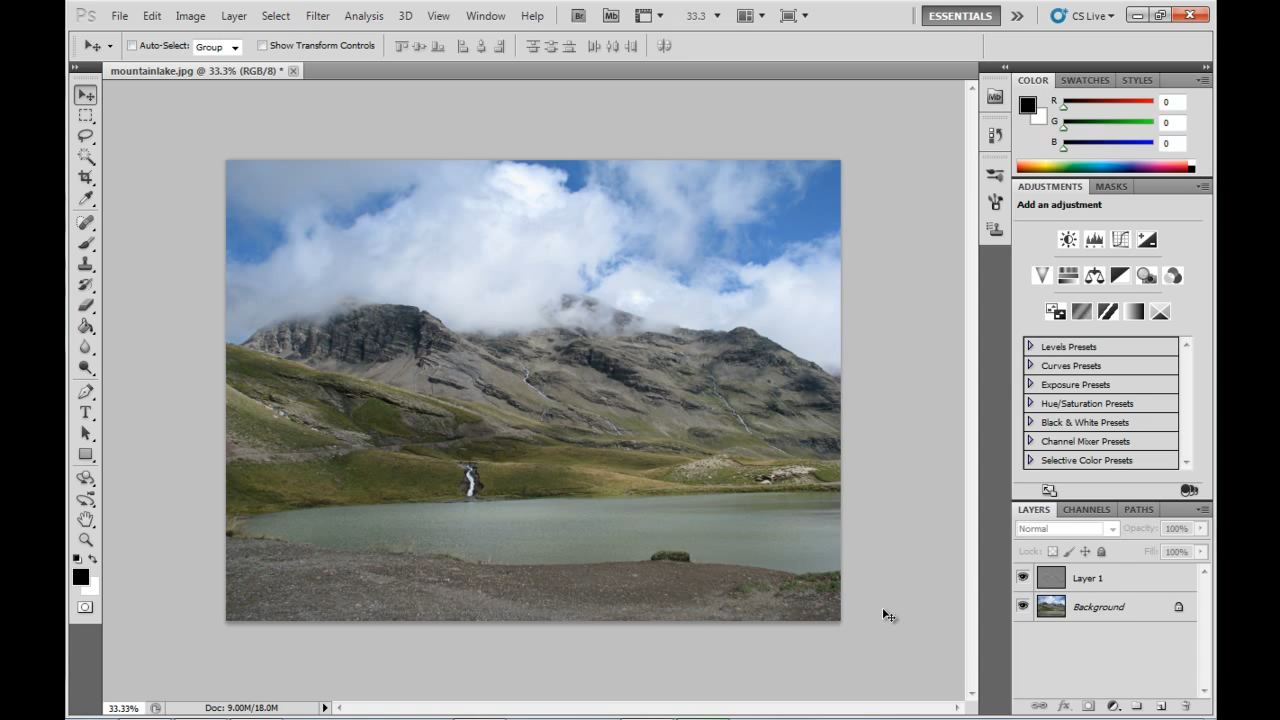 Ps File Edit Image Layer Select Filter Analysis 3D View Window Help Br Mb 33.3 ESSENTIALS CS Live
Auto-Select: Group Show Transform Controls
mountainlake.jpg @ 33.3% (RGB/8) *
COLOR SWATCHES STYLES
R 0
G 0
B 0
ADJUSTMENTS MASKS
Add an adjustment
Levels Presets
Curves Presets
Exposure Presets
Hue/Saturation Presets
Black & White Presets
Channel Mixer Presets
Selective Color Presets
LAYERS CHANNELS PATHS
Normal Opacity: 100%
Lock: Fill: 100%
Layer 1
Background
33.33% Doc: 9.00M/18.0M